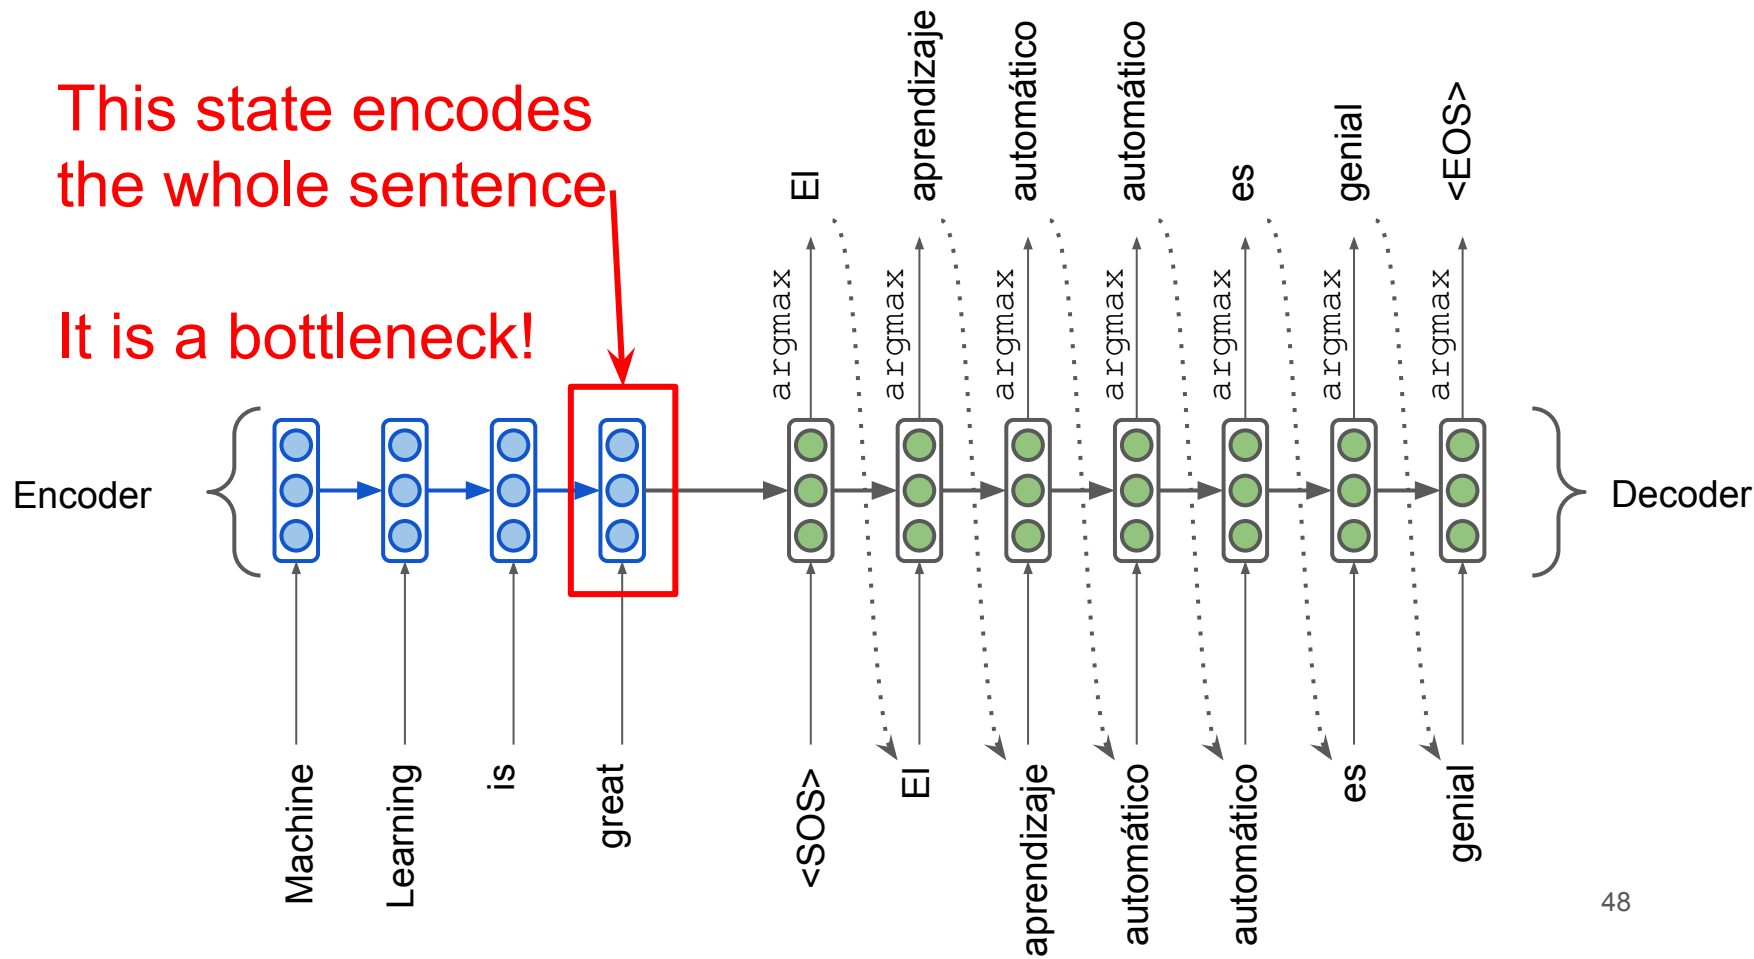 This state encodes
the whole sentence
It is a bottleneck!
El
aprendizaje
automático
automático
es
genial
<EOS>
argmax
argmax
argmax
argmax
argmax
argmax
argmax
Encoder
Decoder
Machine
Learning
is
great
<SOS>
El
aprendizaje
automático
automático
es
genial
48